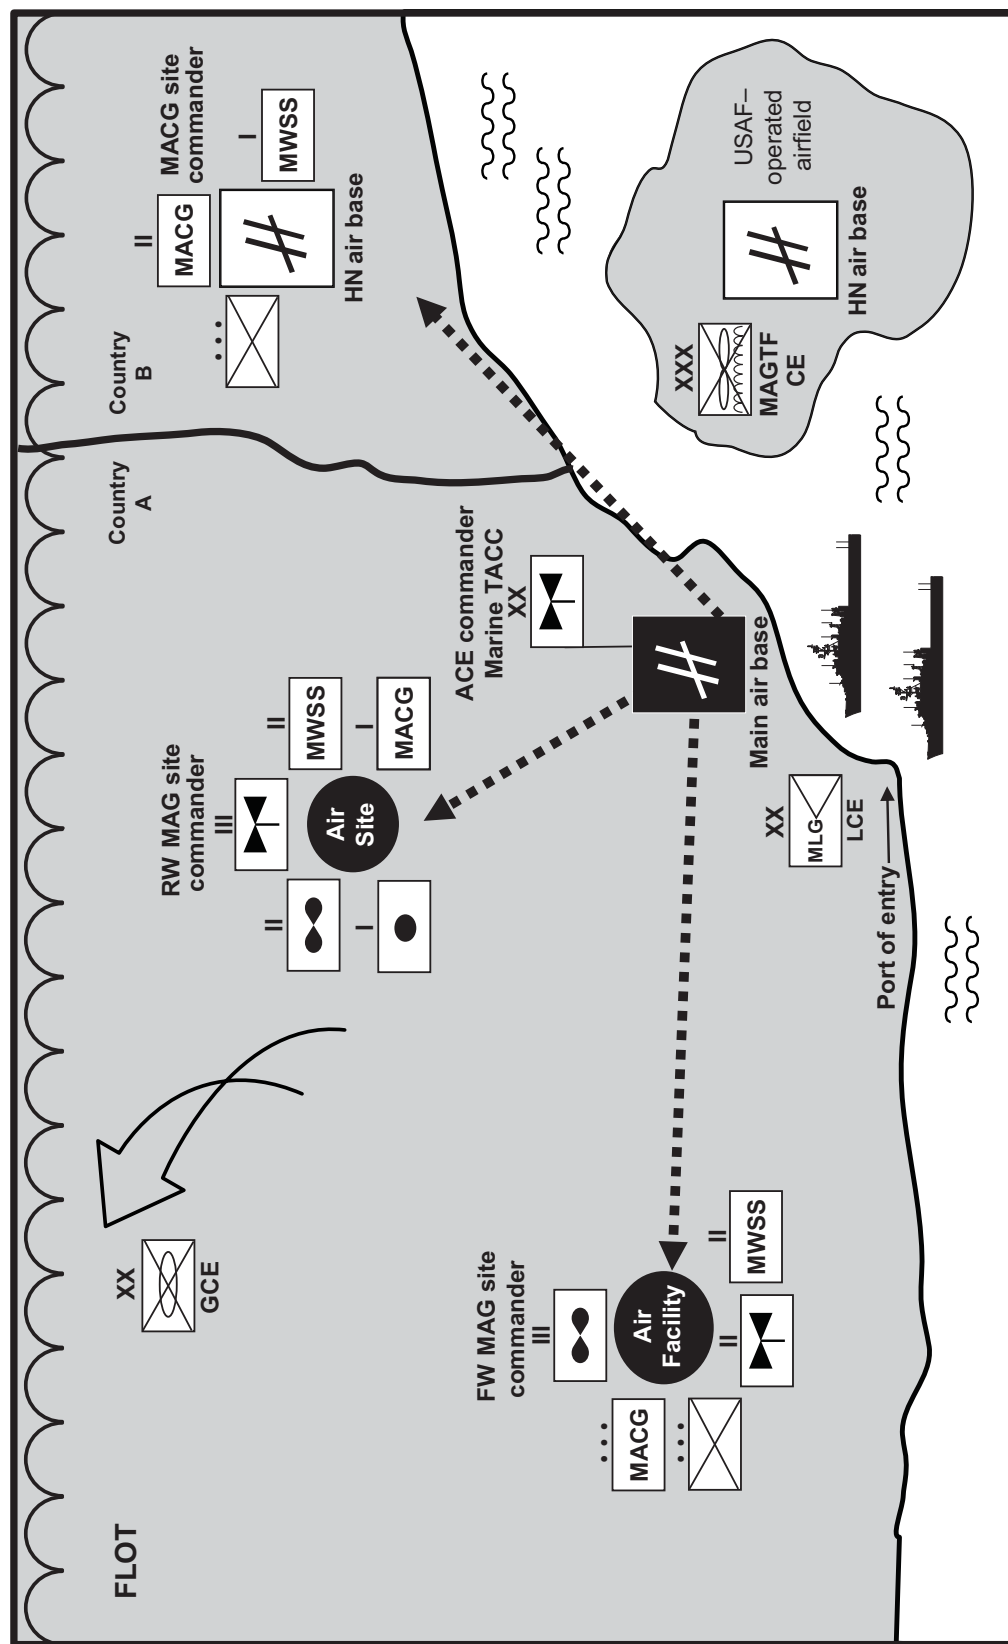 FLOT
XX
GCE
Country
A
Country
B
RW MAG site
commander
III
II
I
Air
Site
II
MWSS
I
MACG
MACG site
commander
II
MACG
I
MWSS
HN air base
FW MAG site
commander
III
Air
Facility
MACG
II
II
MWSS
ACE commander
Marine TACC
XX
Main air base
XX
MLG
LCE
Port of entry
XXX
MAGTF
CE
USAF–
operated
airfield
HN air base